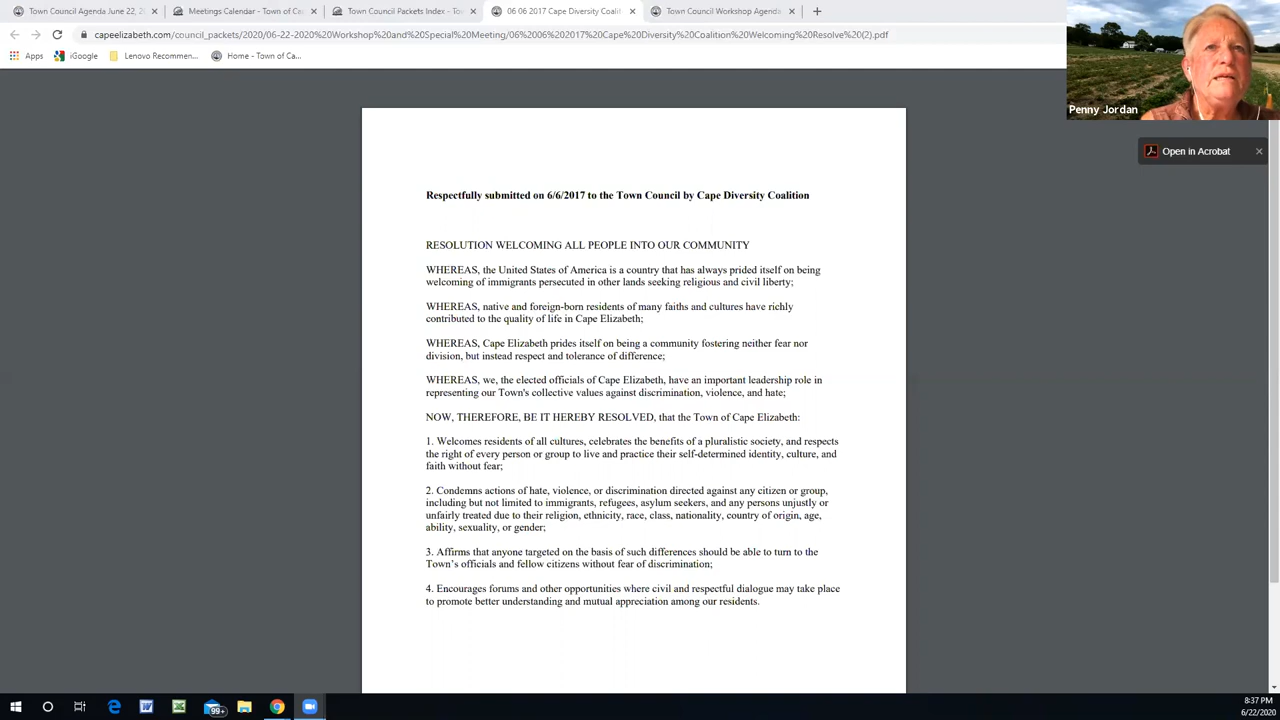 Town Council Agenda June 22, 20
Meetings Calendar - Town of Ca
Town Council Packets Index - To
06 06 2017 Cape Diversity Coaliti
Town Council Workshop Agenda
capeelizabeth.com/council_packets/2020/06-22-2020%20Workshop%20and%20Special%20Meeting/06%2006%202017%20Cape%20Diversity%20Coalition%20Welcoming%20Resolve%20(2).pdf
Apps
iGoogle
Lenovo Recommen...
Home - Town of Ca...
Penny Jordan
Open in Acrobat
Respectfully submitted on 6/6/2017 to the Town Council by Cape Diversity Coalition
RESOLUTION WELCOMING ALL PEOPLE INTO OUR COMMUNITY
WHEREAS, the United States of America is a country that has always prided itself on being
welcoming of immigrants persecuted in other lands seeking religious and civil liberty;
WHEREAS, native and foreign-born residents of many faiths and cultures have richly
contributed to the quality of life in Cape Elizabeth;
WHEREAS, Cape Elizabeth prides itself on being a community fostering neither fear nor
division, but instead respect and tolerance of difference;
WHEREAS, we, the elected officials of Cape Elizabeth, have an important leadership role in
representing our Town's collective values against discrimination, violence, and hate;
NOW, THEREFORE, BE IT HEREBY RESOLVED, that the Town of Cape Elizabeth:
1. Welcomes residents of all cultures, celebrates the benefits of a pluralistic society, and respects
the right of every person or group to live and practice their self-determined identity, culture, and
faith without fear;
2. Condemns actions of hate, violence, or discrimination directed against any citizen or group,
including but not limited to immigrants, refugees, asylum seekers, and any persons unjustly or
unfairly treated due to their religion, ethnicity, race, class, nationality, country of origin, age,
ability, sexuality, or gender;
3. Affirms that anyone targeted on the basis of such differences should be able to turn to the
Town's officials and fellow citizens without fear of discrimination;
4. Encourages forums and other opportunities where civil and respectful dialogue may take place
to promote better understanding and mutual appreciation among our residents.
99+
8:37 PM
6/22/2020